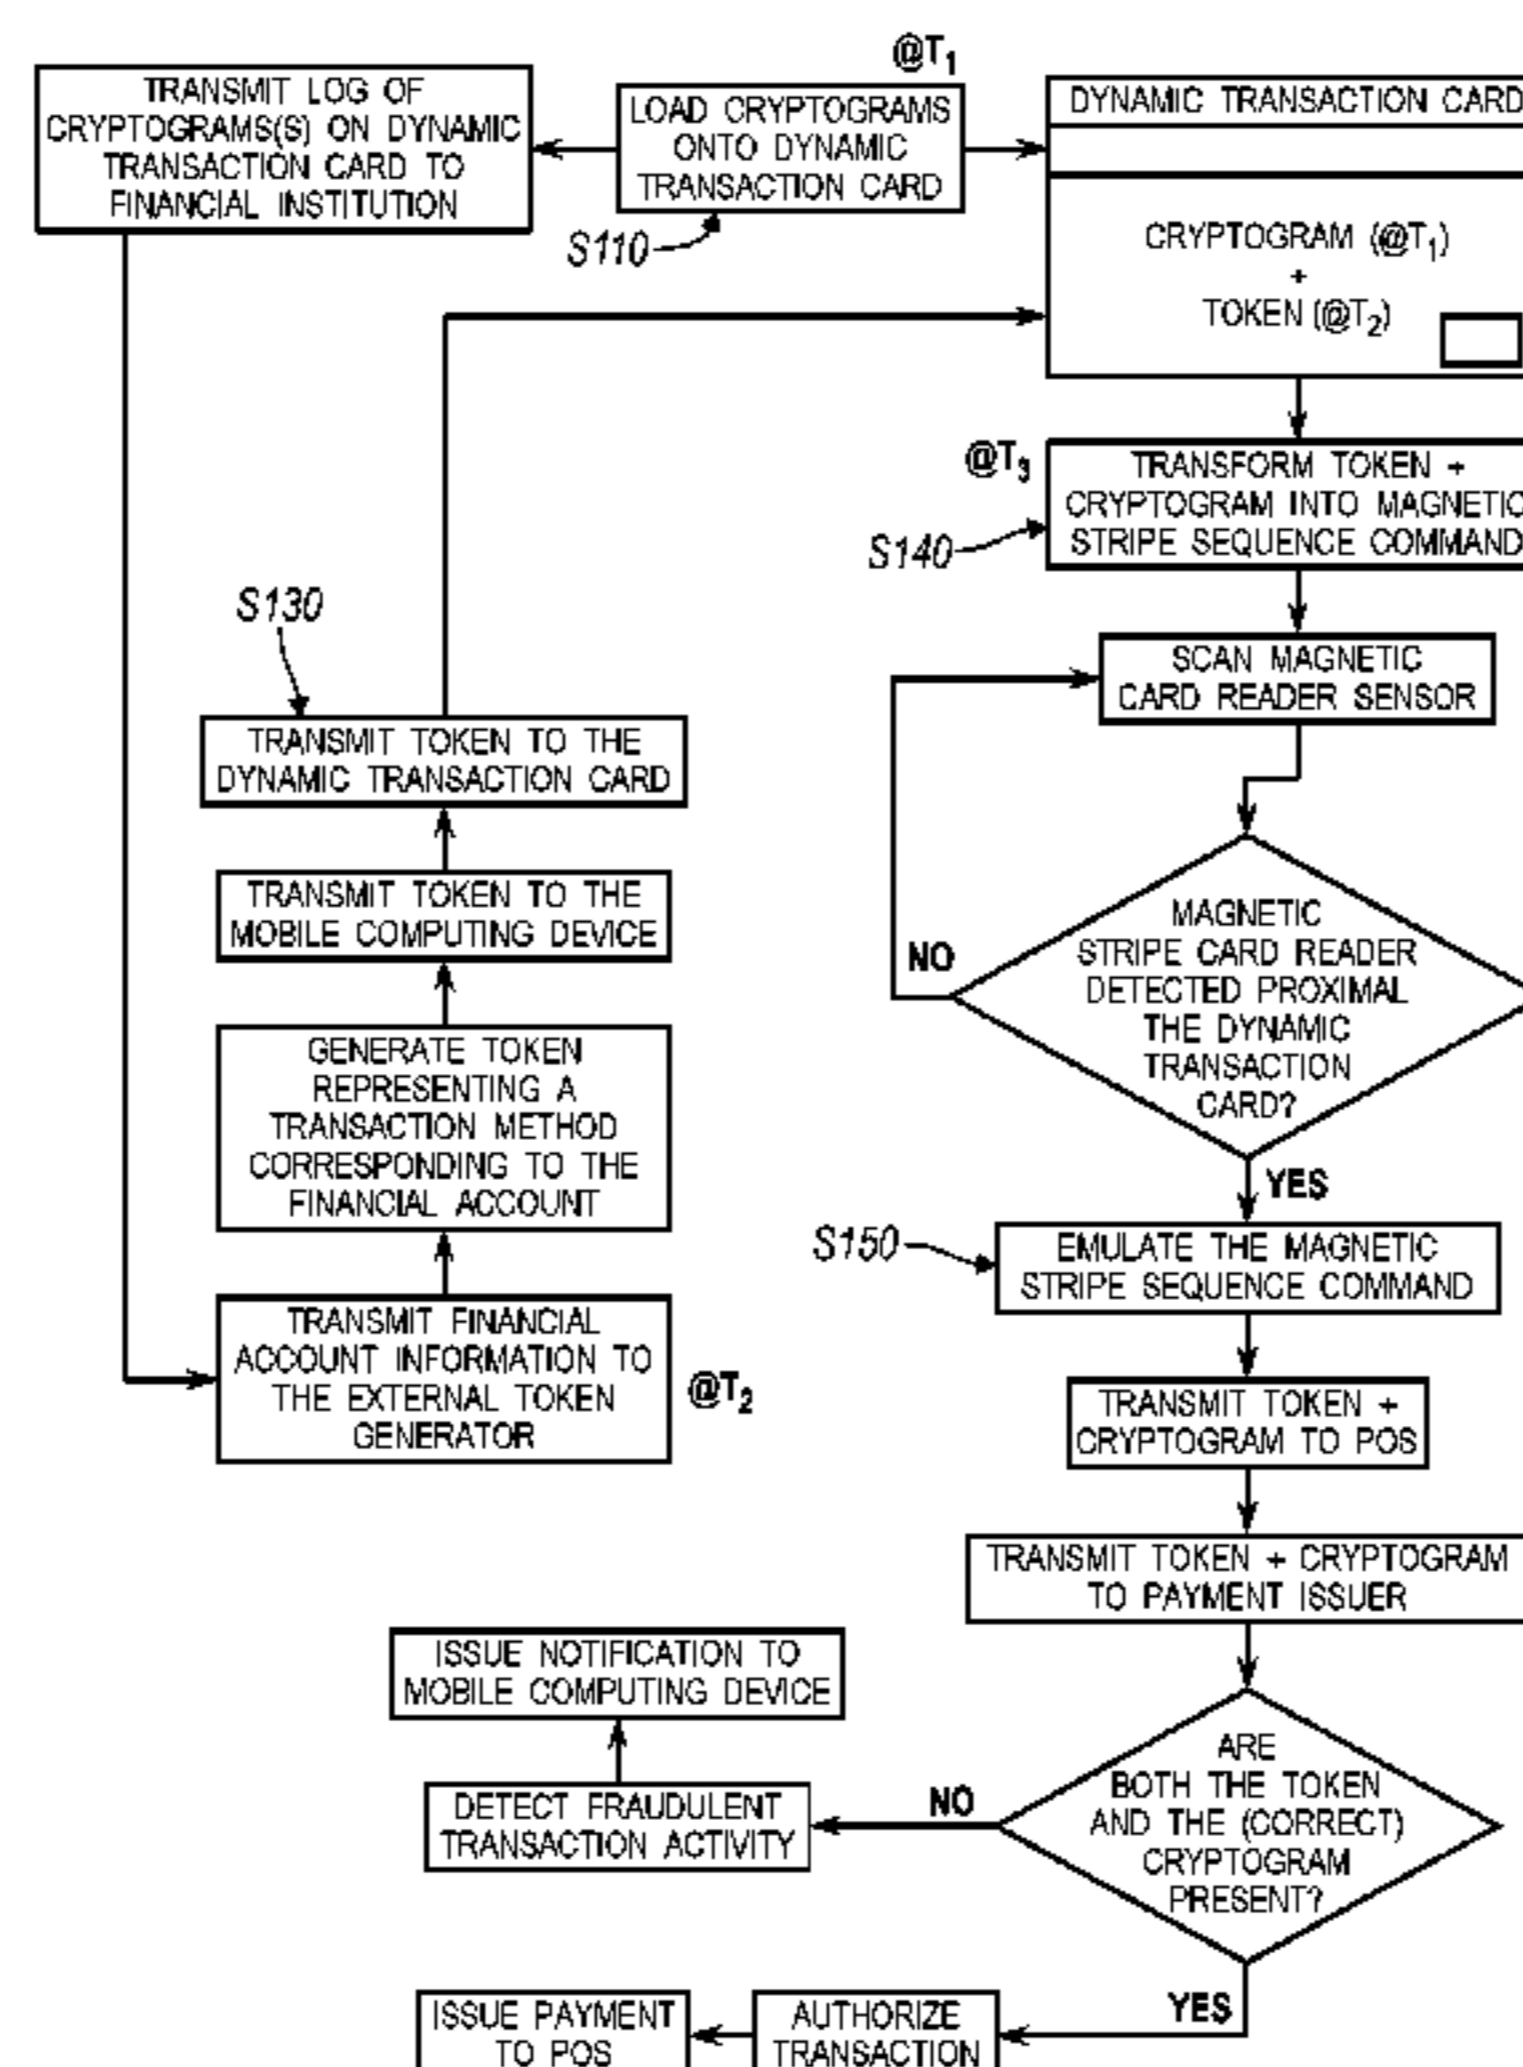 @T1
TRANSMIT LOG OF
CRYPTOGRAMS(S) ON DYNAMIC
TRANSACTION CARD TO
FINANCIAL INSTITUTION
LOAD CRYPTOGRAMS
ONTO DYNAMIC
TRANSACTION CARD
S110
DYNAMIC TRANSACTION CARD
CRYPTOGRAM (@T1)
+
TOKEN (@T2)
@T3
TRANSFORM TOKEN +
CRYPTOGRAM INTO MAGNETIC
STRIPE SEQUENCE COMMAND
S140
S130
SCAN MAGNETIC
CARD READER SENSOR
TRANSMIT TOKEN TO THE
DYNAMIC TRANSACTION CARD
TRANSMIT TOKEN TO THE
MOBILE COMPUTING DEVICE
NO
MAGNETIC
STRIPE CARD READER
DETECTED PROXIMAL
THE DYNAMIC
TRANSACTION
CARD?
GENERATE TOKEN
REPRESENTING A
TRANSACTION METHOD
CORRESPONDING TO THE
FINANCIAL ACCOUNT
YES
S150
EMULATE THE MAGNETIC
STRIPE SEQUENCE COMMAND
TRANSMIT FINANCIAL
ACCOUNT INFORMATION TO
THE EXTERNAL TOKEN
GENERATOR
@T2
TRANSMIT TOKEN +
CRYPTOGRAM TO POS
TRANSMIT TOKEN + CRYPTOGRAM
TO PAYMENT ISSUER
ISSUE NOTIFICATION TO
MOBILE COMPUTING DEVICE
ARE
BOTH THE TOKEN
AND THE (CORRECT)
CRYPTOGRAM
PRESENT?
NO
DETECT FRAUDULENT
TRANSACTION ACTIVITY
YES
AUTHORIZE
TRANSACTION
ISSUE PAYMENT
TO POS